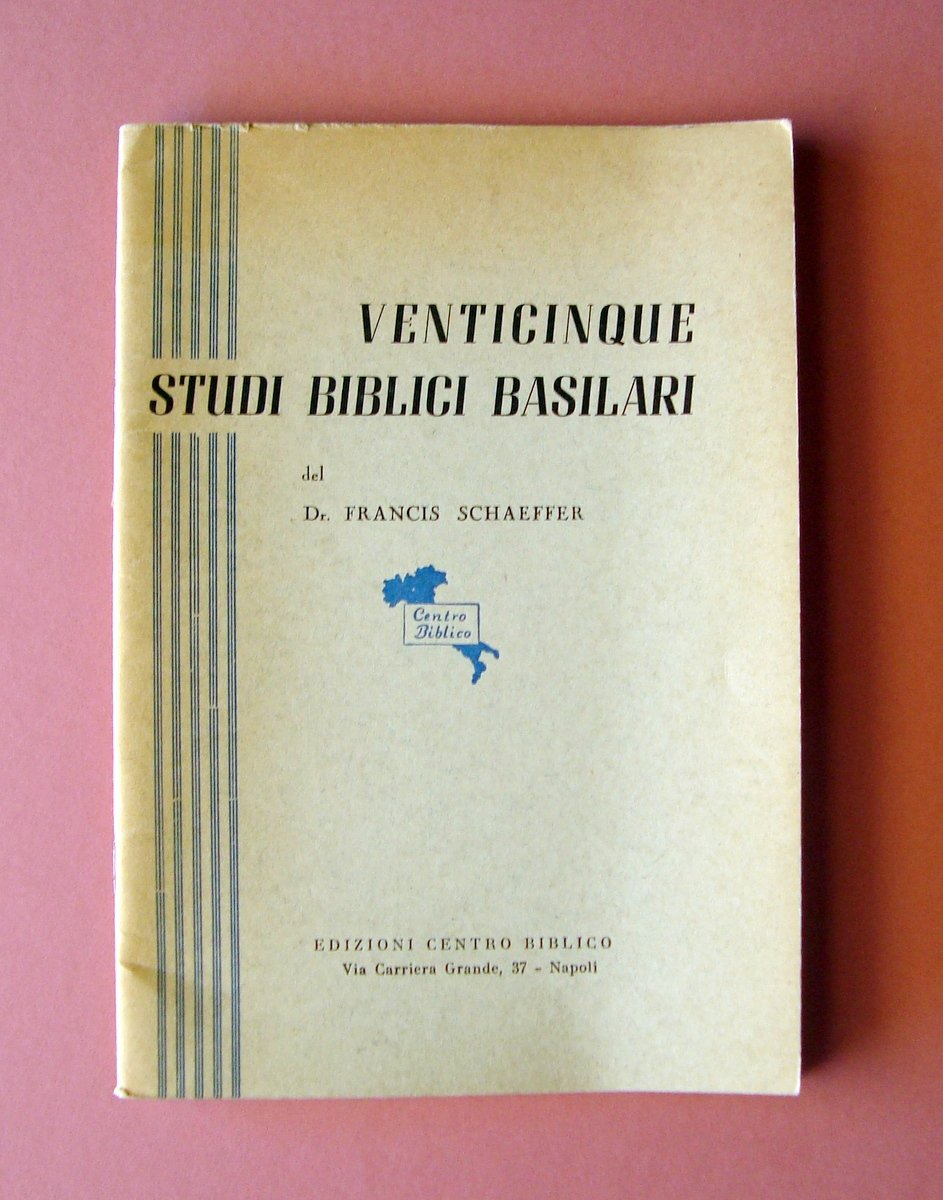 VENTICINQUE
STUDI BIBLICI BASILARI
del
Dr. FRANCIS SCHAEFFER
Centro
Biblico
EDIZIONI CENTRO BIBLICO
Via Carriera Grande, 37 - Napoli